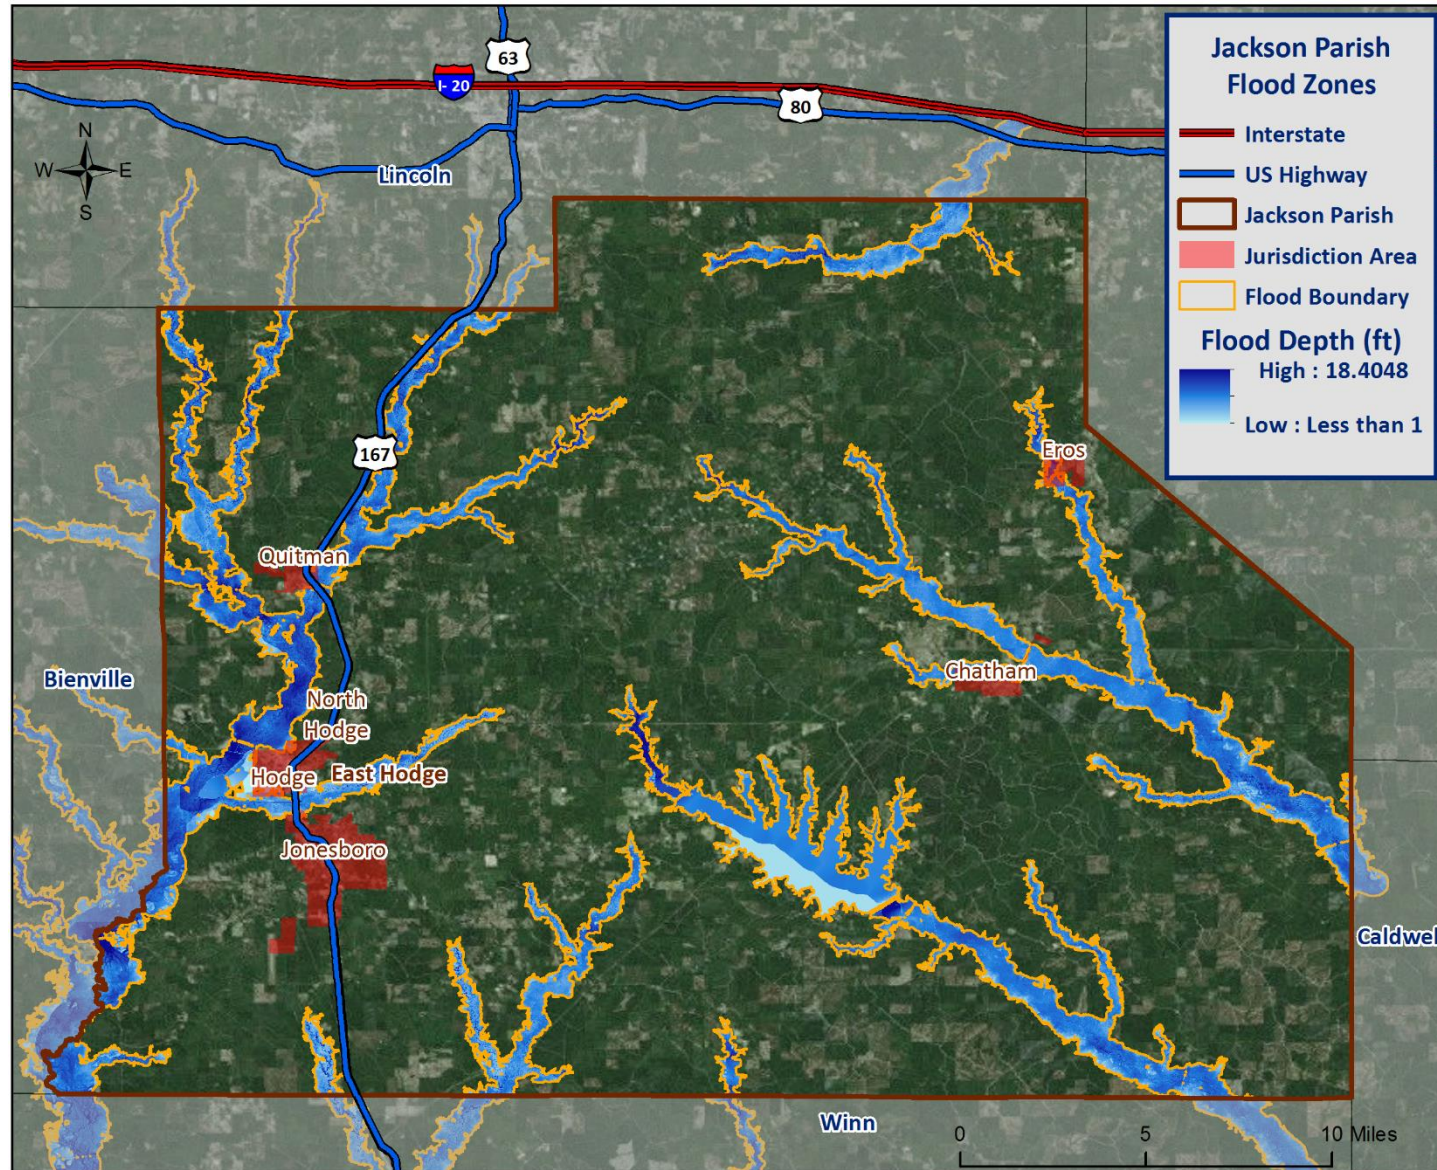 63
I- 20
80
N
W E
S
Lincoln
Jackson Parish
Flood Zones
Interstate
US Highway
Jackson Parish
Jurisdiction Area
Flood Boundary
Flood Depth (ft)
High : 18.4048
Low : Less than 1
167
Eros
Quitman
Bienville
Chatham
North
Hodge
Hodge
East Hodge
Jonesboro
Caldwel
Winn
0 5 10 Miles